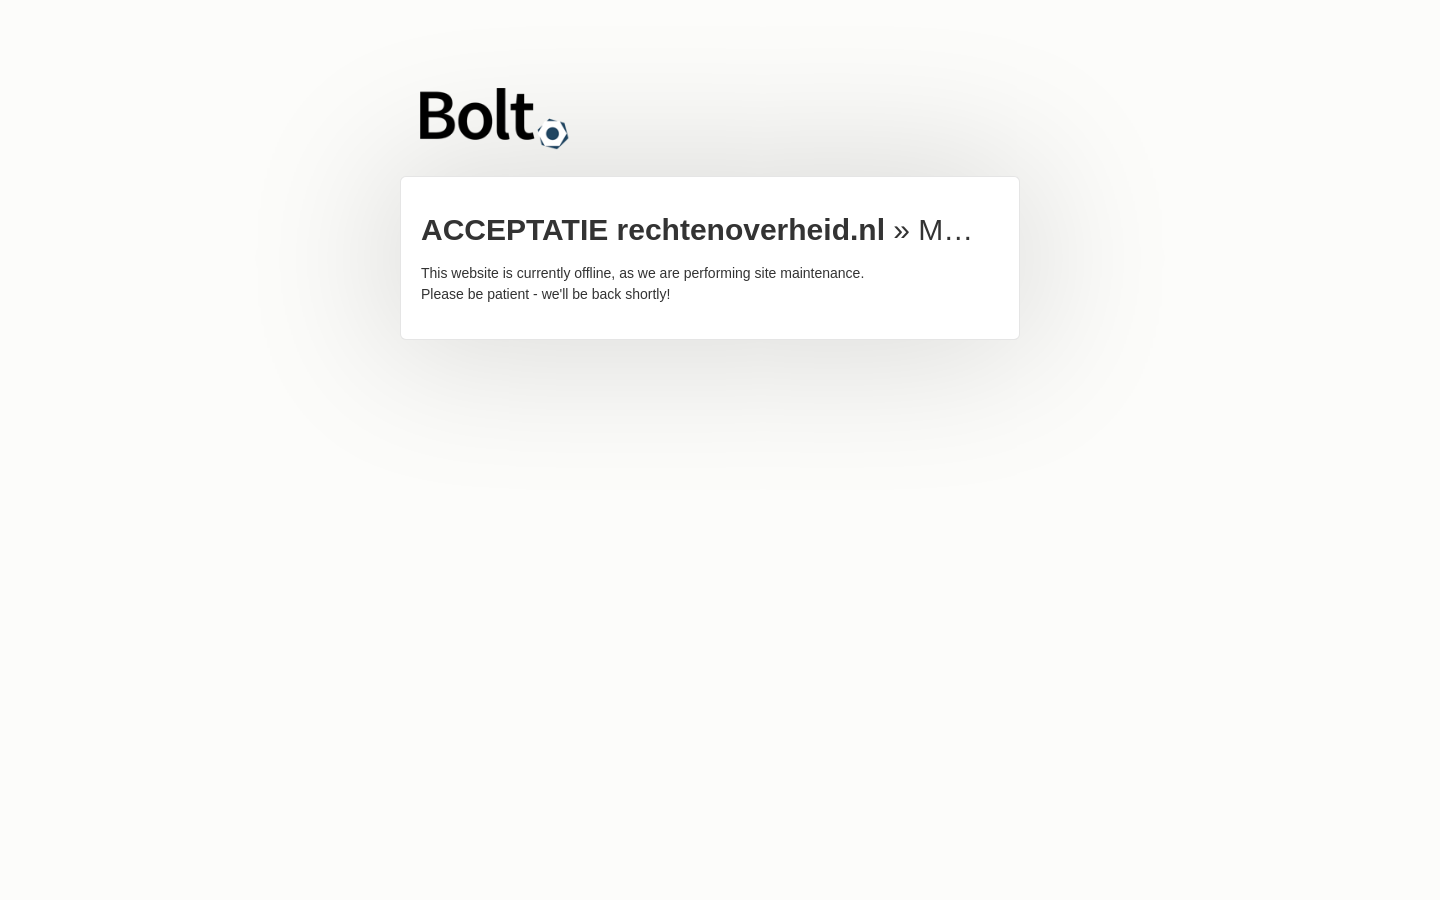 Bolt
ACCEPTATIE rechtenoverheid.nl » M…
This website is currently offline, as we are performing site maintenance.
Please be patient - we'll be back shortly!